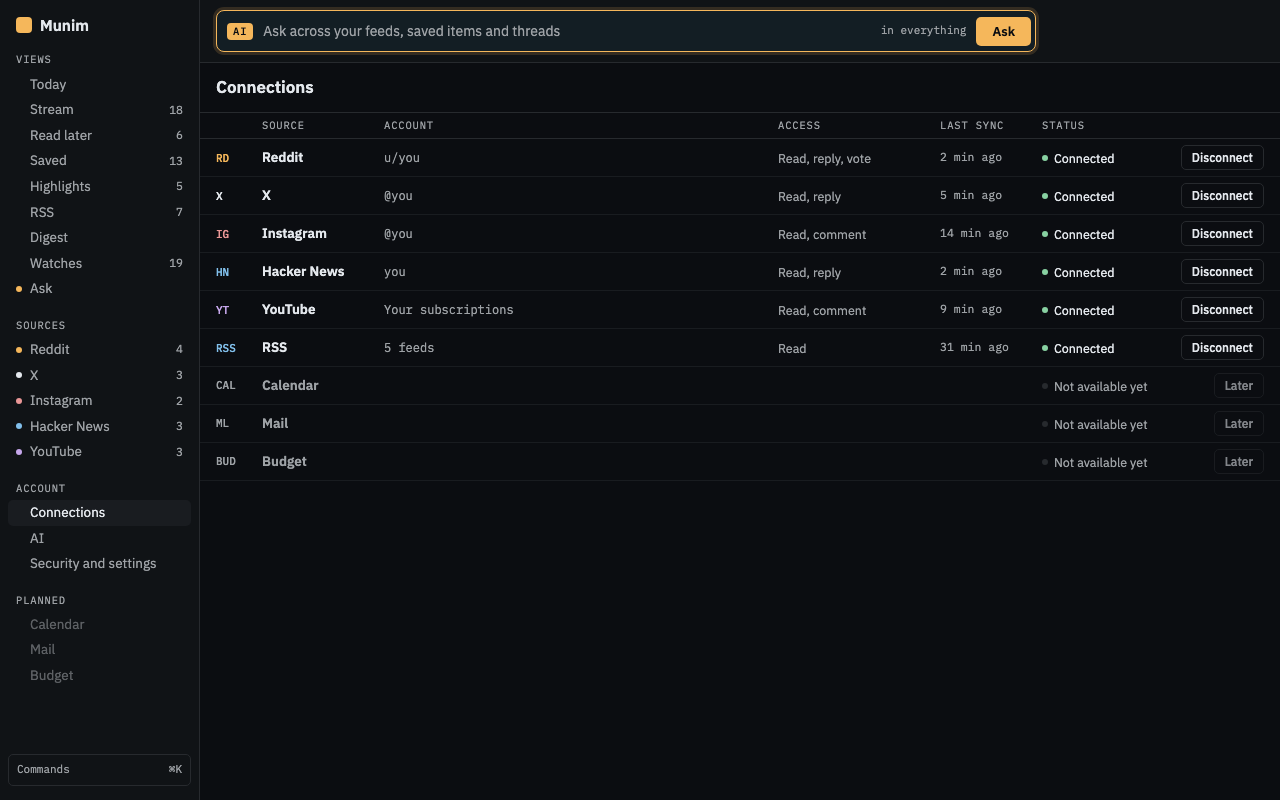 Munim
VIEWS
Today
Stream 18
Read later 6
Saved 13
Highlights 5
RSS 7
Digest
Watches 19
Ask
SOURCES
Reddit 4
X 3
Instagram 2
Hacker News 3
YouTube 3
ACCOUNT
Connections
AI
Security and settings
PLANNED
Calendar
Mail
Budget
Commands ⌘K
AI Ask across your feeds, saved items and threads in everything Ask
Connections
SOURCE ACCOUNT ACCESS LAST SYNC STATUS
RD Reddit u/you Read, reply, vote 2 min ago Connected Disconnect
X X @you Read, reply 5 min ago Connected Disconnect
IG Instagram @you Read, comment 14 min ago Connected Disconnect
HN Hacker News you Read, reply 2 min ago Connected Disconnect
YT YouTube Your subscriptions Read, comment 9 min ago Connected Disconnect
RSS RSS 5 feeds Read 31 min ago Connected Disconnect
CAL Calendar Not available yet Later
ML Mail Not available yet Later
BUD Budget Not available yet Later